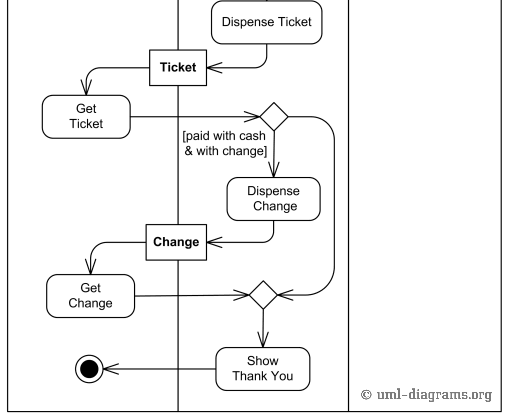 Dispense Ticket
Ticket
Get
Ticket
[paid with cash
& with change]
Dispense
Change
Change
Get
Change
Show
Thank You
© uml-diagrams.org